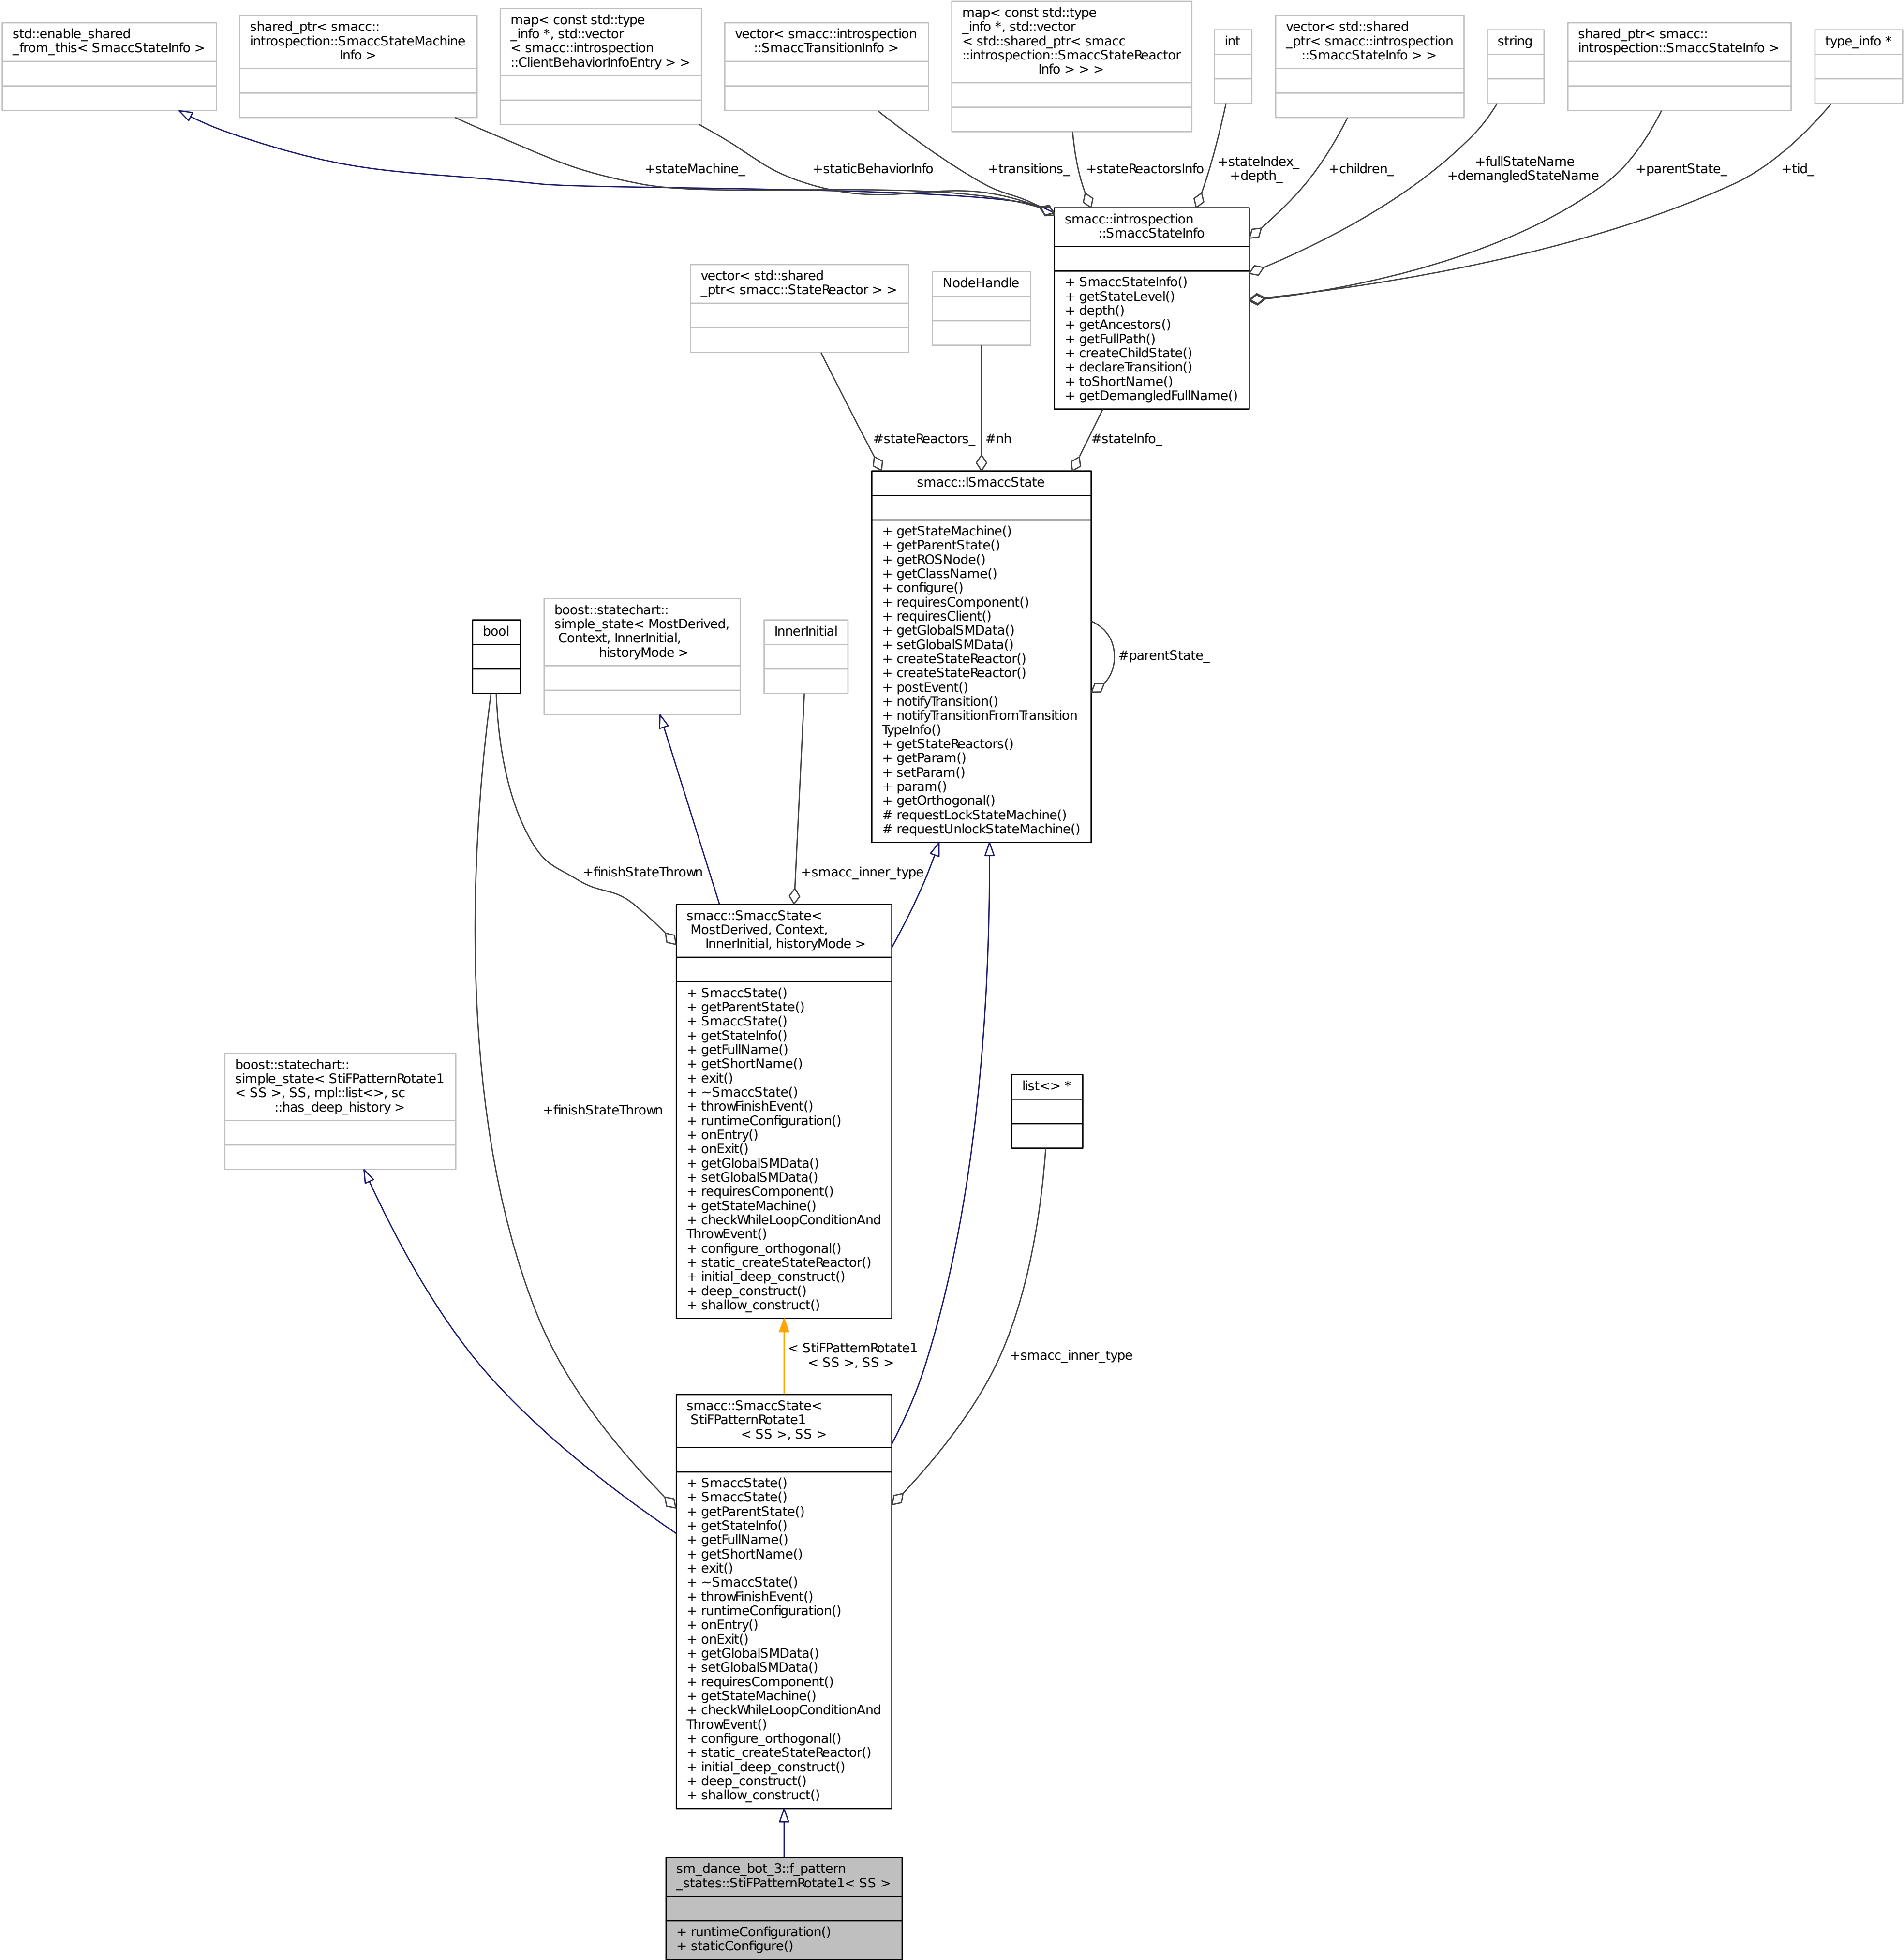 std::enable_shared
_from_this< SmaccStateInfo >
shared_ptr< smacc::
introspection::SmaccStateMachine
Info >
map< const std::type
_info *, std::vector
< smacc::introspection
::ClientBehaviorInfoEntry > >
vector< smacc::introspection
::SmaccTransitionInfo >
map< const std::type
_info *, std::vector
< std::shared_ptr< smacc
::introspection::SmaccStateReactor
Info > > >
int
vector< std::shared
_ptr< smacc::introspection
::SmaccStateInfo > >
string
shared_ptr< smacc::
introspection::SmaccStateInfo >
type_info *
+stateMachine_
+staticBehaviorInfo
+transitions_
+stateReactorsInfo
+stateIndex_
+depth_
+children_
+fullStateName
+demangledStateName
+parentState_
+tid_
smacc::introspection
::SmaccStateInfo
+ SmaccStateInfo()
+ getStateLevel()
+ depth()
+ getAncestors()
+ getFullPath()
+ createChildState()
+ declareTransition()
+ toShortName()
+ getDemangledFullName()
vector< std::shared
_ptr< smacc::StateReactor > >
NodeHandle
#stateReactors_
#nh
#stateInfo_
smacc::ISmaccState
+ getStateMachine()
+ getParentState()
+ getROSNode()
+ getClassName()
+ configure()
+ requiresComponent()
+ requiresClient()
+ getGlobalSMData()
+ setGlobalSMData()
+ createStateReactor()
+ createStateReactor()
+ postEvent()
+ notifyTransition()
+ notifyTransitionFromTransition
TypeInfo()
+ getStateReactors()
+ getParam()
+ setParam()
+ param()
+ getOrthogonal()
# requestLockStateMachine()
# requestUnlockStateMachine()
#parentState_
bool
boost::statechart::
simple_state< MostDerived,
Context, InnerInitial,
historyMode >
InnerInitial
+finishStateThrown
+smacc_inner_type
smacc::SmaccState<
MostDerived, Context,
InnerInitial, historyMode >
+ SmaccState()
+ getParentState()
+ SmaccState()
+ getStateInfo()
+ getFullName()
+ getShortName()
+ exit()
+ ~SmaccState()
+ throwFinishEvent()
+ runtimeConfiguration()
+ onEntry()
+ onExit()
+ getGlobalSMData()
+ setGlobalSMData()
+ requiresComponent()
+ getStateMachine()
+ checkWhileLoopConditionAnd
ThrowEvent()
+ configure_orthogonal()
+ static_createStateReactor()
+ initial_deep_construct()
+ deep_construct()
+ shallow_construct()
boost::statechart::
simple_state< StiFPatternRotate1
< SS >, SS, mpl::list<>, sc
::has_deep_history >
+finishStateThrown
list<> *
< StiFPatternRotate1
< SS >, SS >
+smacc_inner_type
smacc::SmaccState<
StiFPatternRotate1
< SS >, SS >
+ SmaccState()
+ SmaccState()
+ getParentState()
+ getStateInfo()
+ getFullName()
+ getShortName()
+ exit()
+ ~SmaccState()
+ throwFinishEvent()
+ runtimeConfiguration()
+ onEntry()
+ onExit()
+ getGlobalSMData()
+ setGlobalSMData()
+ requiresComponent()
+ getStateMachine()
+ checkWhileLoopConditionAnd
ThrowEvent()
+ configure_orthogonal()
+ static_createStateReactor()
+ initial_deep_construct()
+ deep_construct()
+ shallow_construct()
sm_dance_bot_3::f_pattern
_states::StiFPatternRotate1< SS >
+ runtimeConfiguration()
+ staticConfigure()